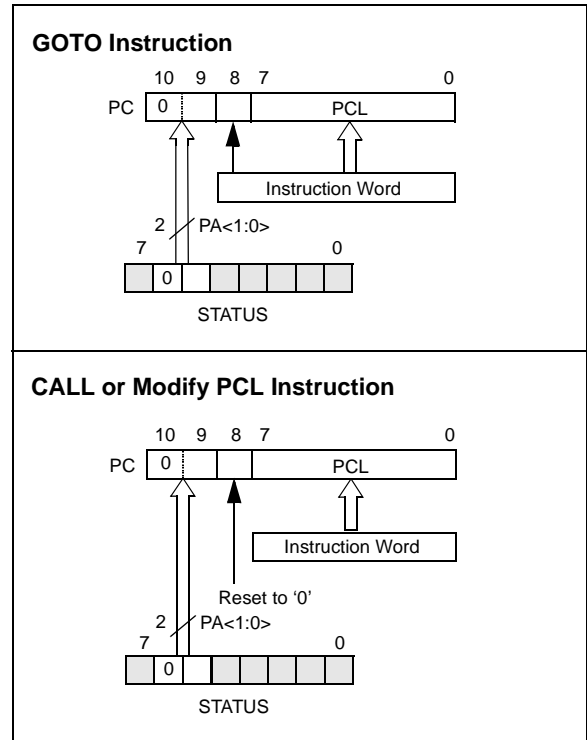 GOTO Instruction
10 9 8 7 0
PC 0 PCL
Instruction Word
2 PA<1:0>
7 0
0
STATUS
CALL or Modify PCL Instruction
10 9 8 7 0
PC 0 PCL
Instruction Word
Reset to ‘0’
2 PA<1:0>
7 0
0
STATUS